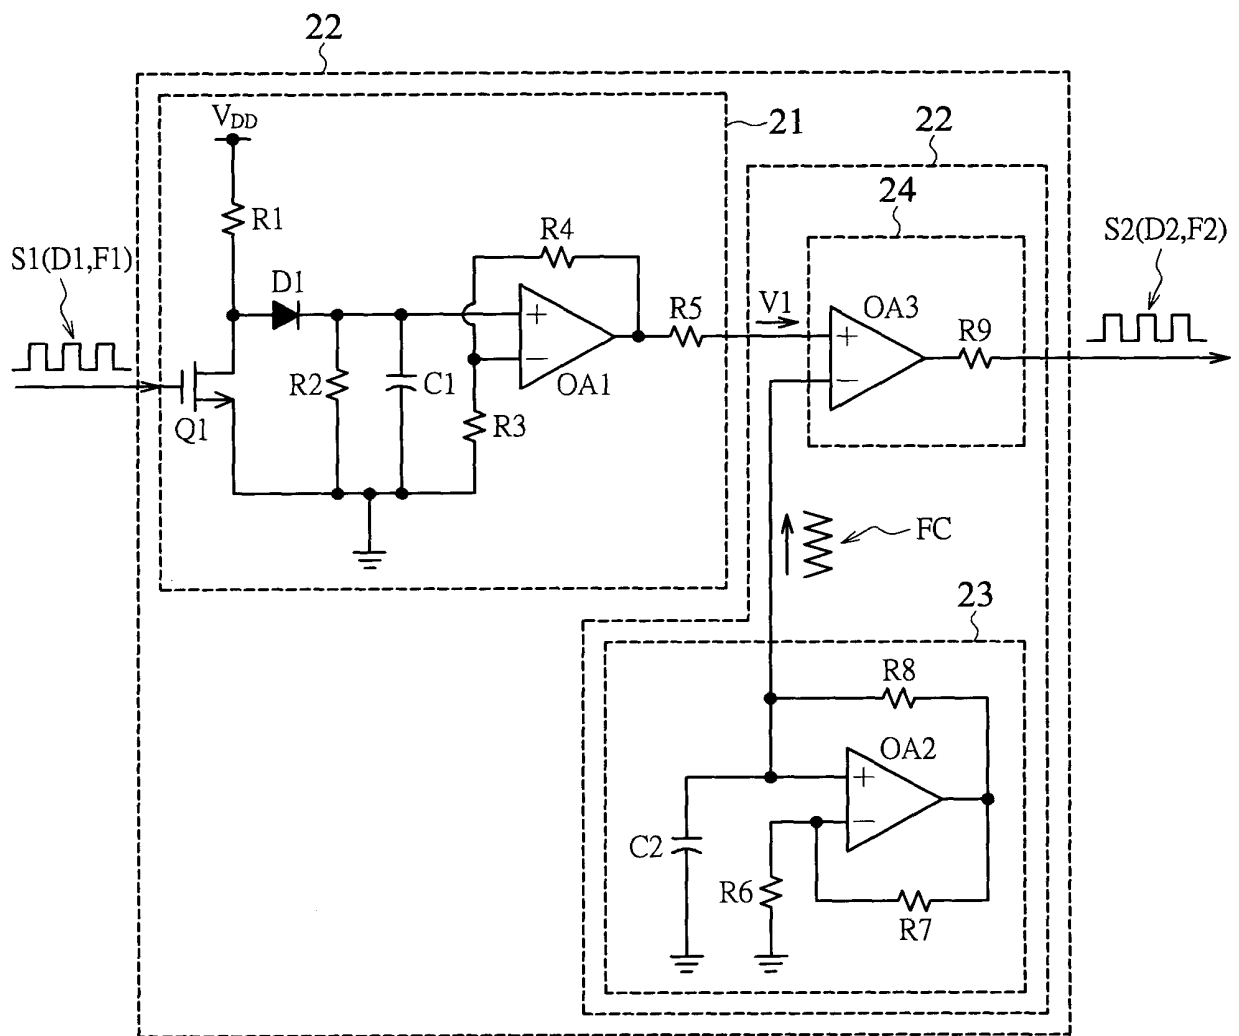 22
VDD
21
22
24
R1
R4
S1(D1,F1)
S2(D2,F2)
D1
R5
V1
OA3
R9
+
+
−
−
R2
C1
OA1
R3
Q1
FC
23
R8
OA2
+
−
C2
R6
R7